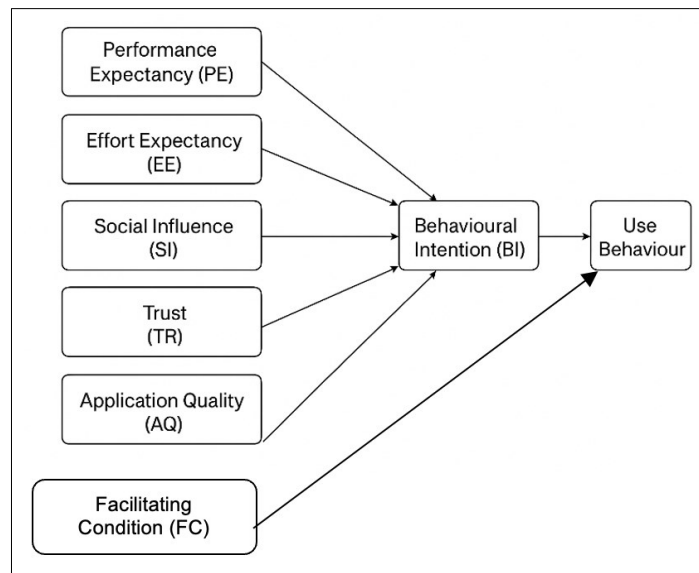 Performance
Expectancy (PE)
Effort Expectancy
(EE)
Social Influence
(SI)
Trust
(TR)
Application Quality
(AQ)
Facilitating
Condition (FC)
Behavioural
Intention (BI)
Use
Behaviour